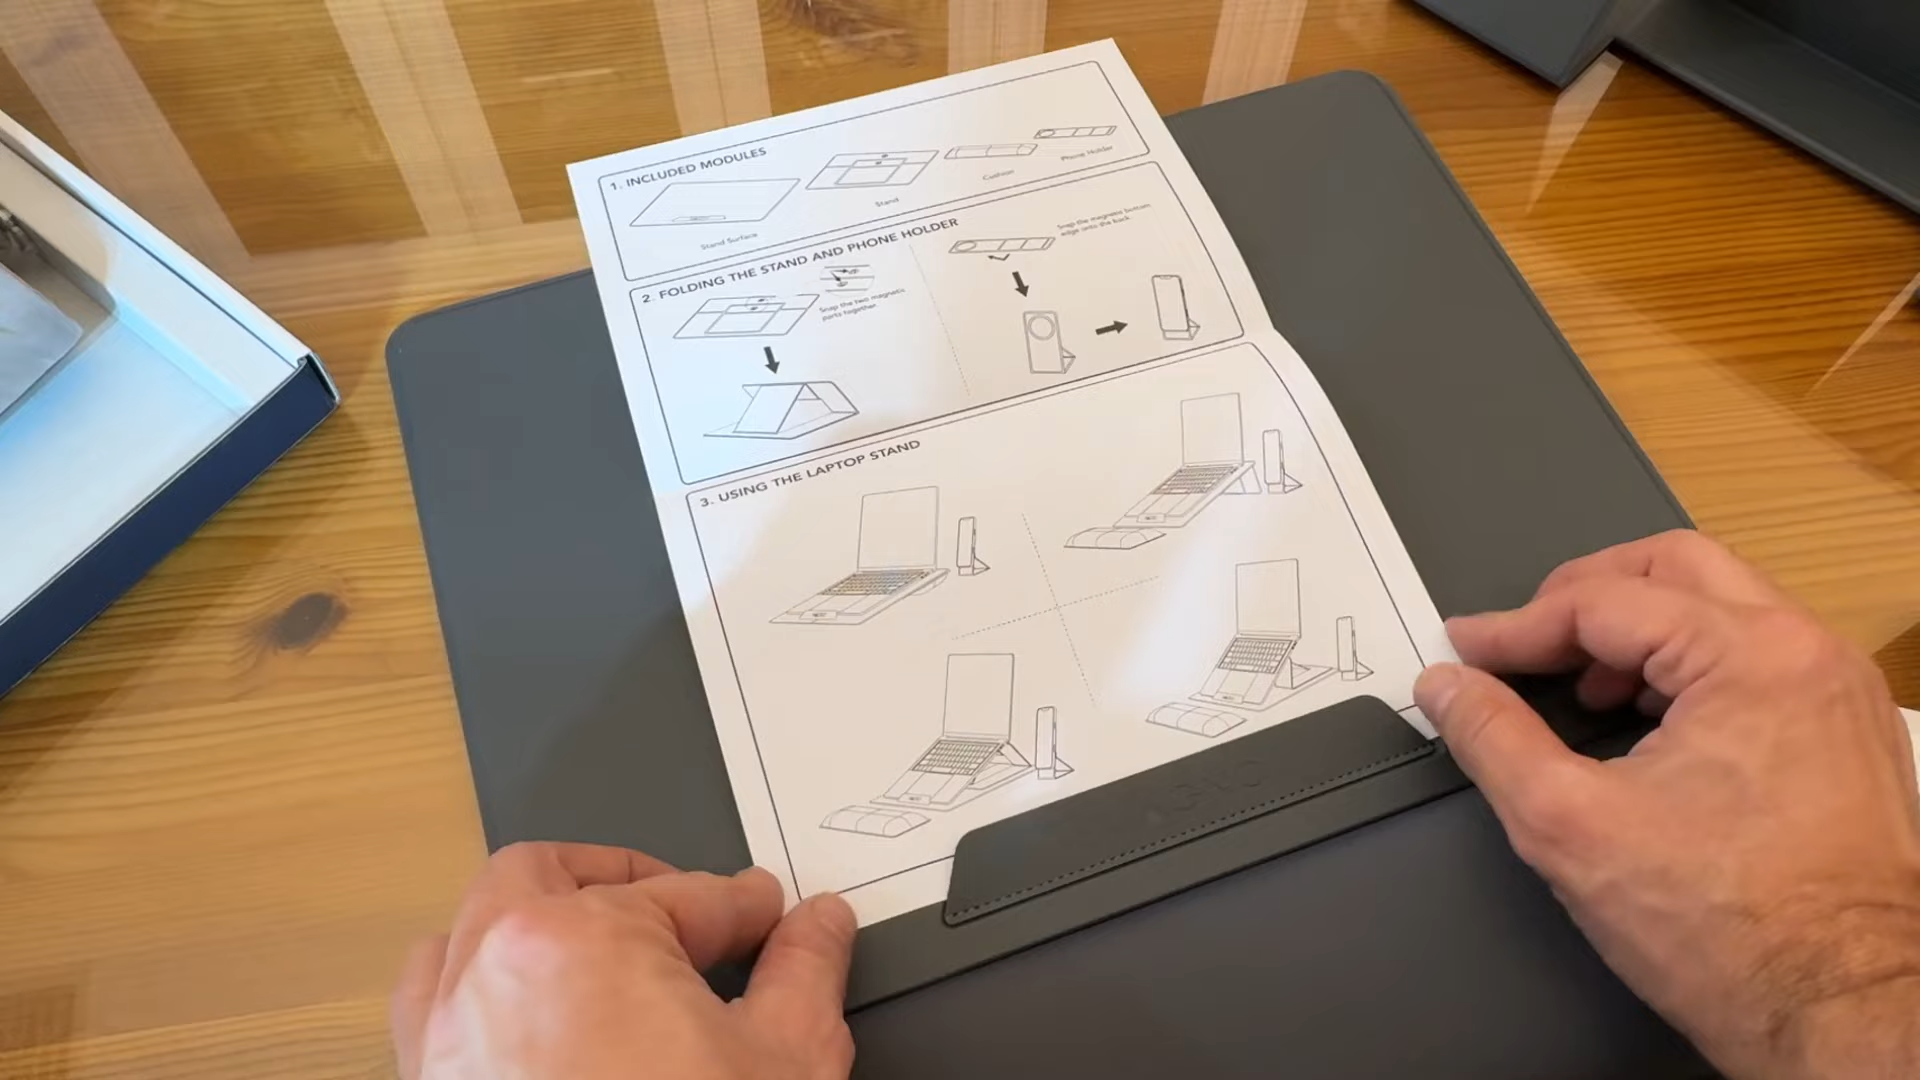 1. INCLUDED MODULES
Stand Surface
Stand
Cushion
Phone Holder
2. FOLDING THE STAND AND PHONE HOLDER
Snap the two magnetic
parts together.
Snap the magnetic bottom
edge onto the back
3. USING THE LAPTOP STAND